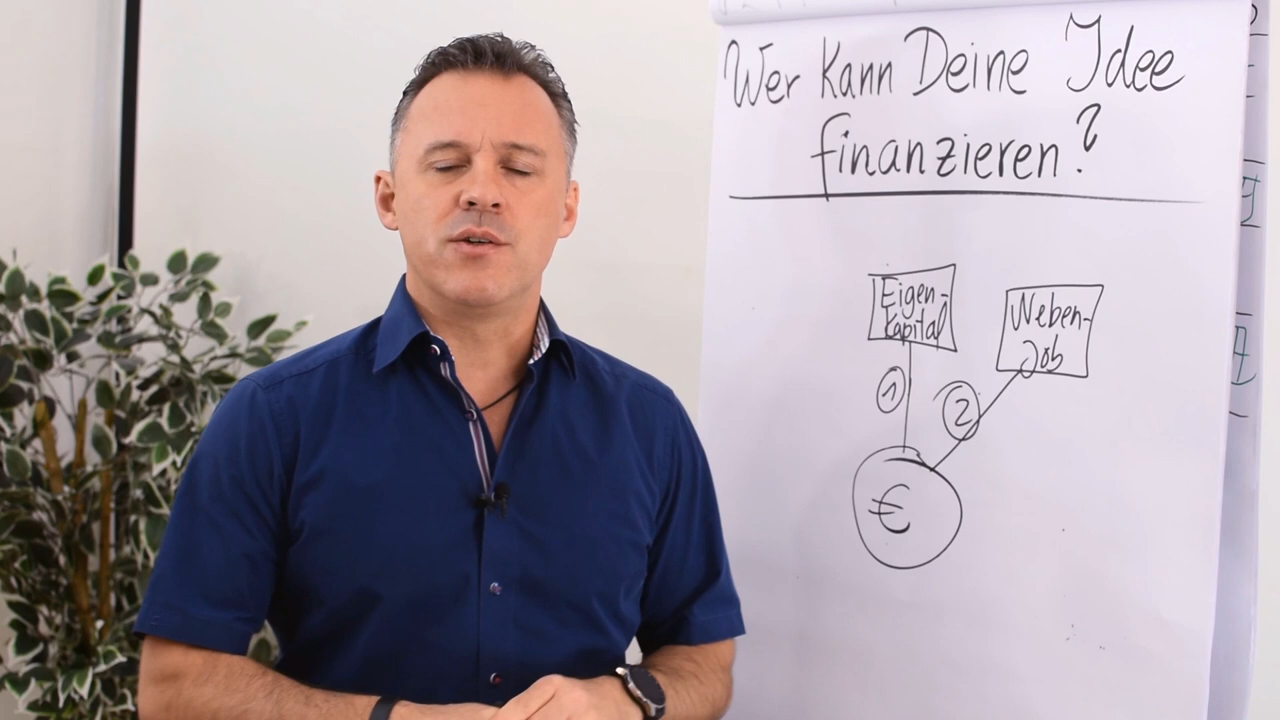 Wer kann Deine Idee
finanzieren?
Eigen-
kapital
Neben-
Job
1
2
€